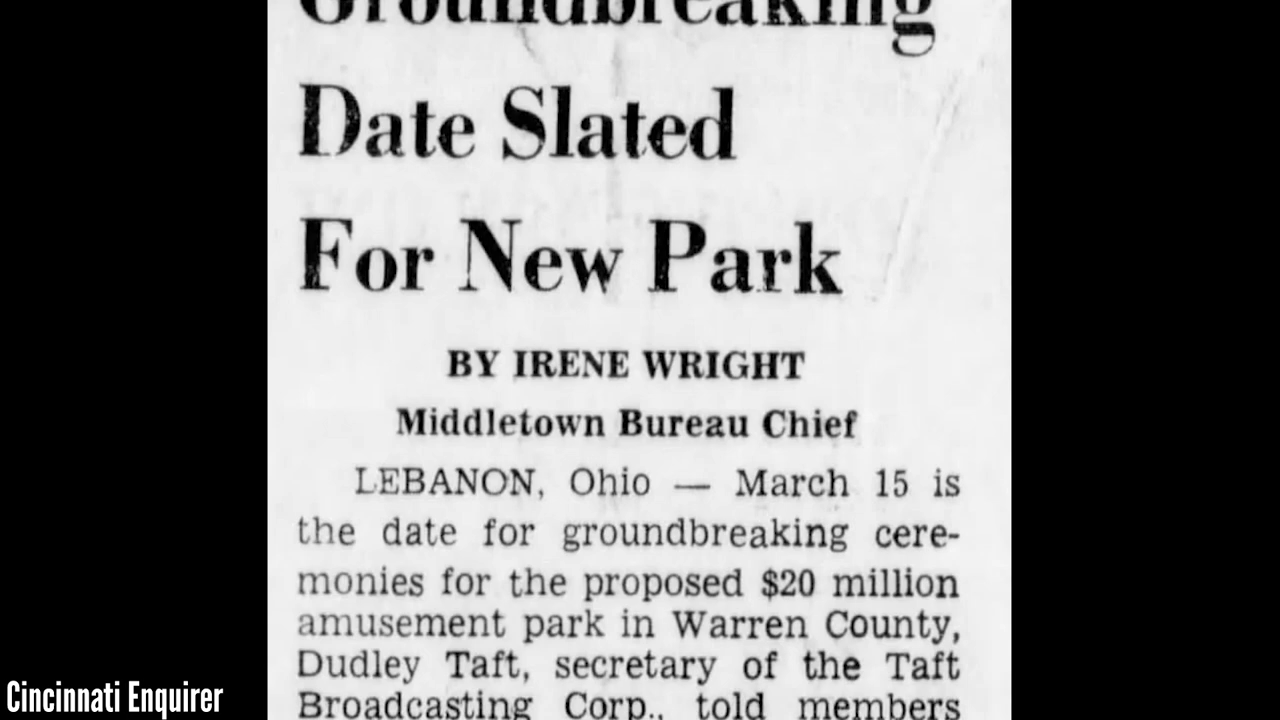 Groundbreaking
Date Slated
For New Park
BY IRENE WRIGHT
Middletown Bureau Chief
LEBANON, Ohio — March 15 is
the date for groundbreaking cere-
monies for the proposed $20 million
amusement park in Warren County,
Dudley Taft, secretary of the Taft
Broadcasting Corp., told members
Cincinnati Enquirer